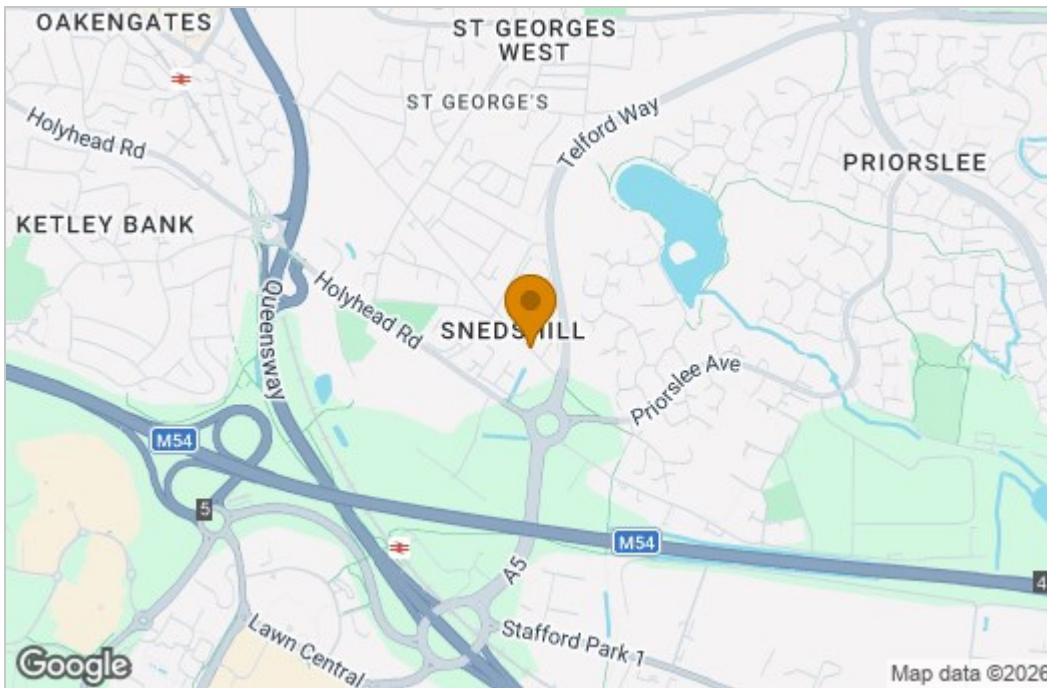 OAKENGATES
ST GEORGES
WEST
ST GEORGE'S
Telford Way
Holyhead Rd
PRIORSLEE
KETLEY BANK
Queensway
Holyhead Rd
SNEDSHILL
Priorslee Ave
M54
5
M54
A5
4
Lawn Central
Stafford Park 1
Google
Map data ©2026